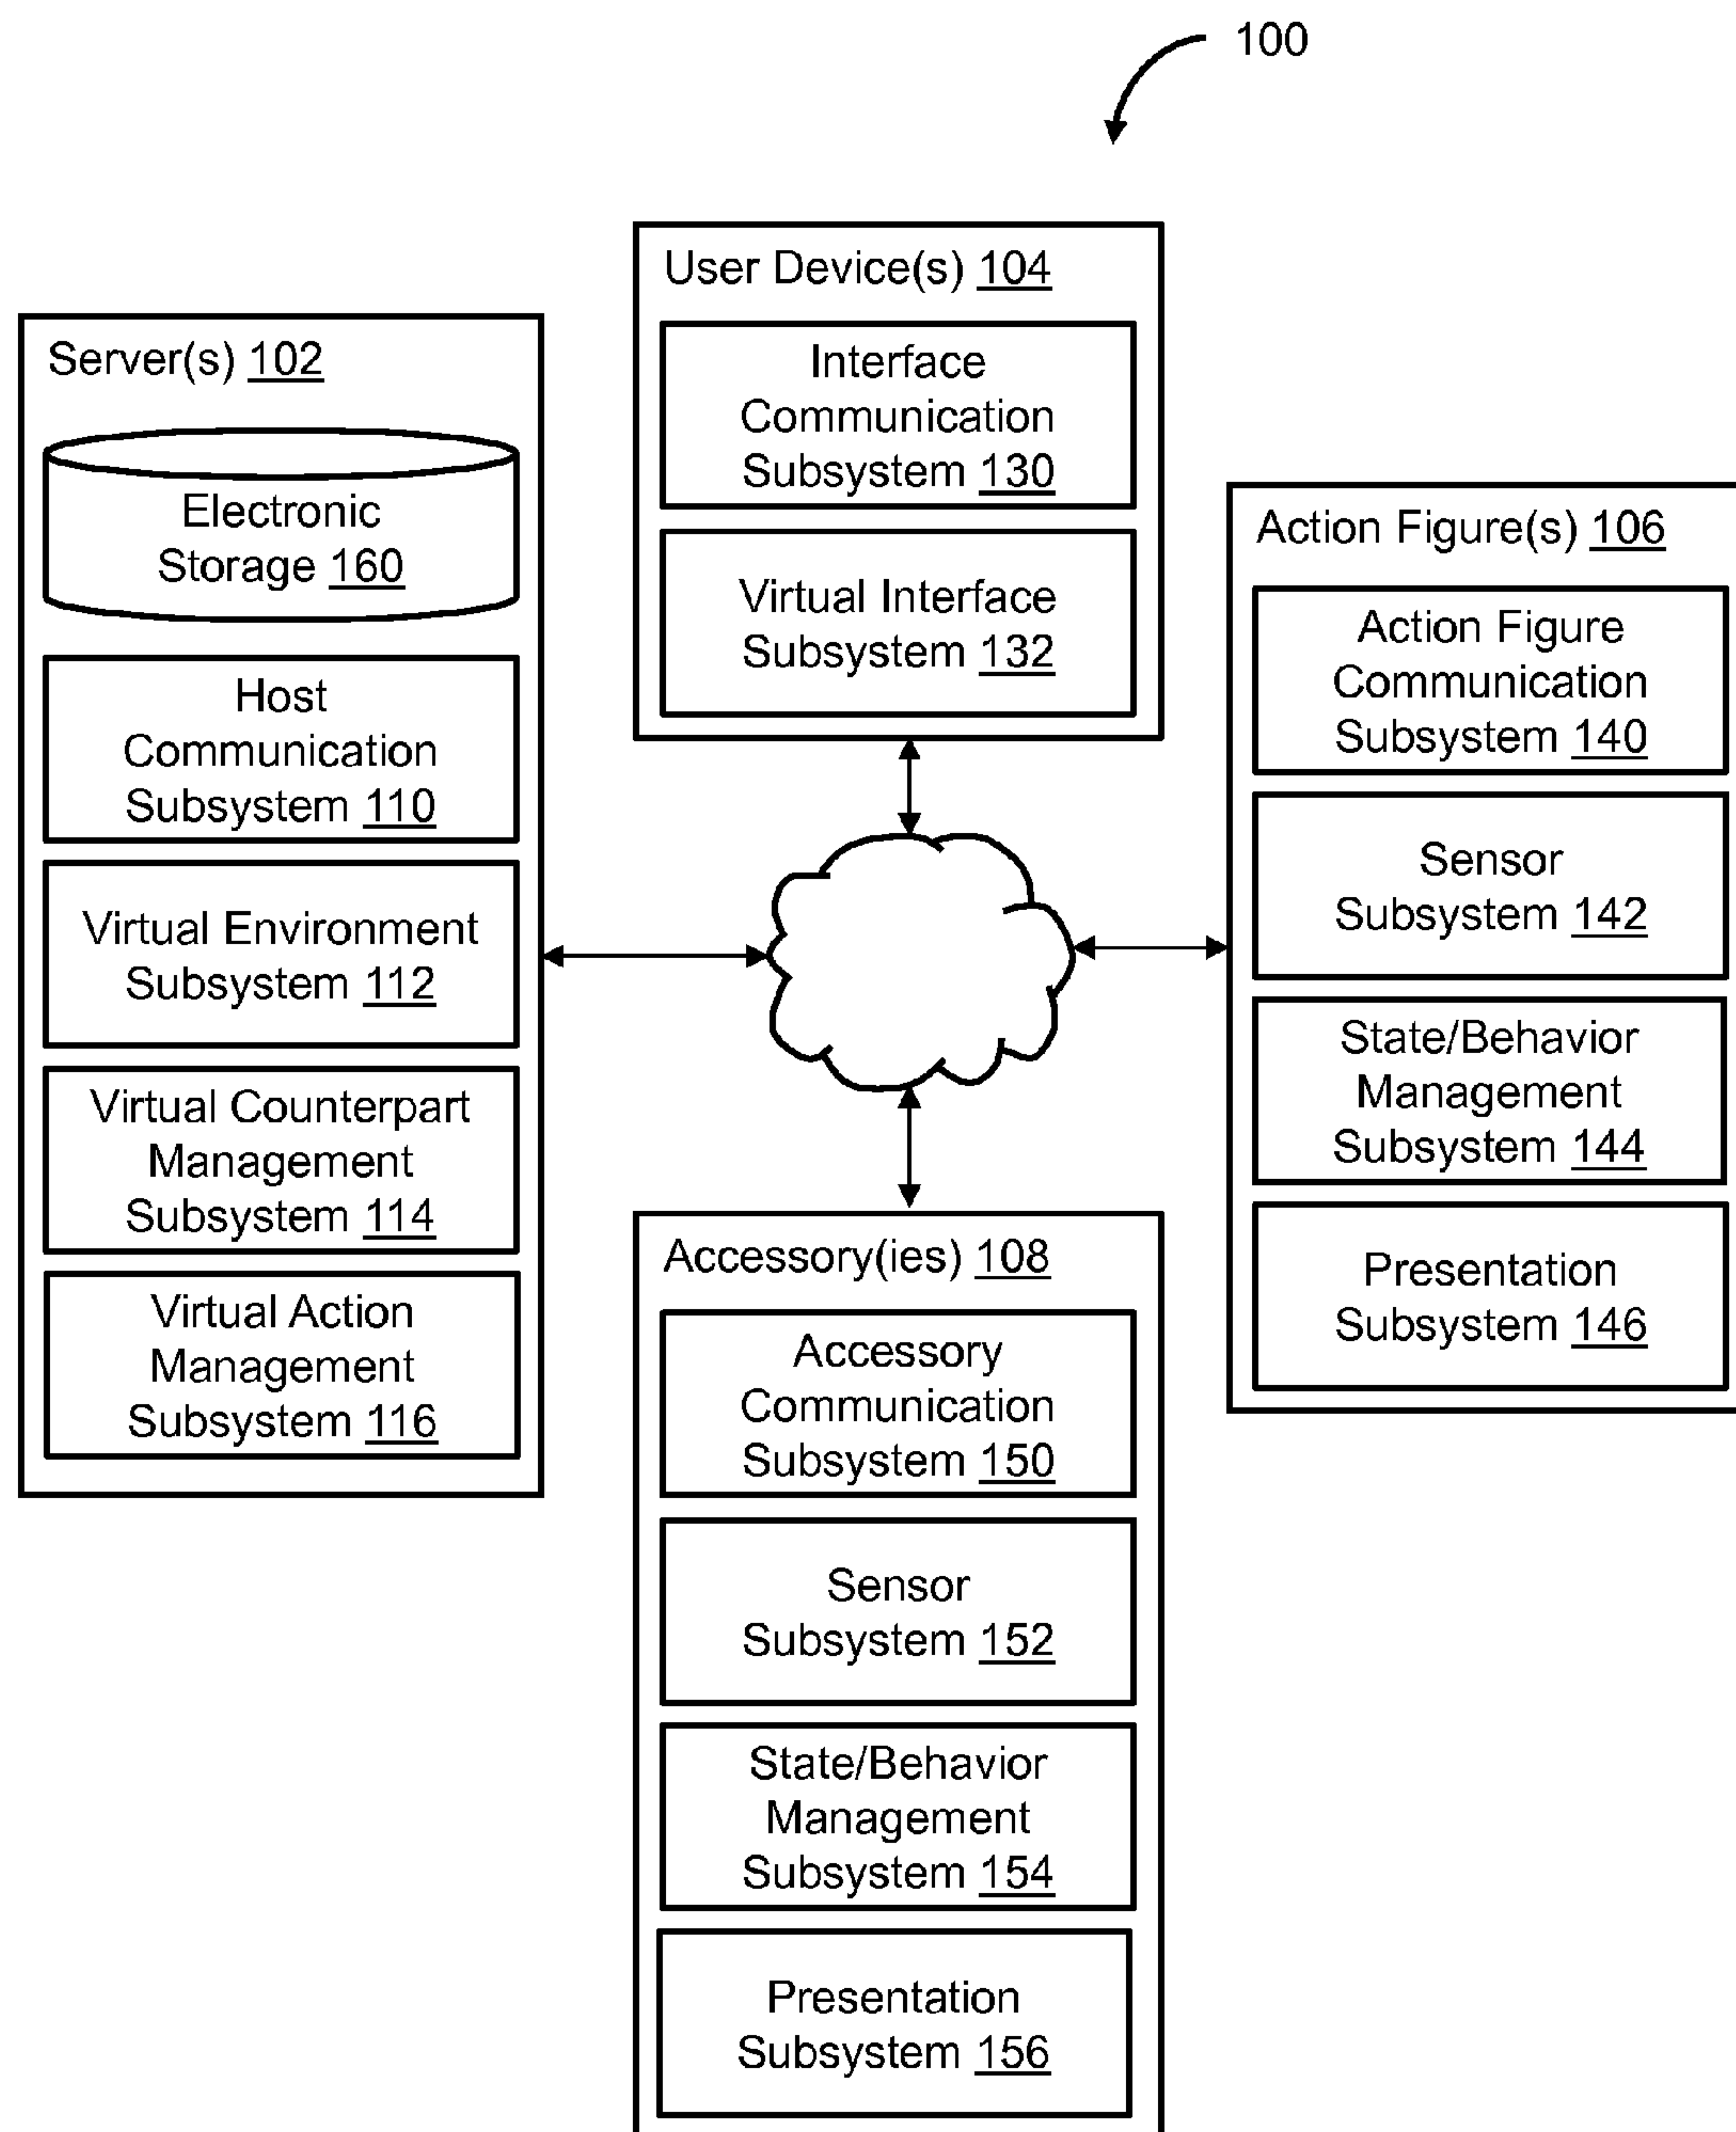 100
User Device(s) 104
Interface
Communication
Subsystem 130
Virtual Interface
Subsystem 132
Server(s) 102
Electronic
Storage 160
Host
Communication
Subsystem 110
Virtual Environment
Subsystem 112
Virtual Counterpart
Management
Subsystem 114
Virtual Action
Management
Subsystem 116
Action Figure(s) 106
Action Figure
Communication
Subsystem 140
Sensor
Subsystem 142
State/Behavior
Management
Subsystem 144
Presentation
Subsystem 146
Accessory(ies) 108
Accessory
Communication
Subsystem 150
Sensor
Subsystem 152
State/Behavior
Management
Subsystem 154
Presentation
Subsystem 156